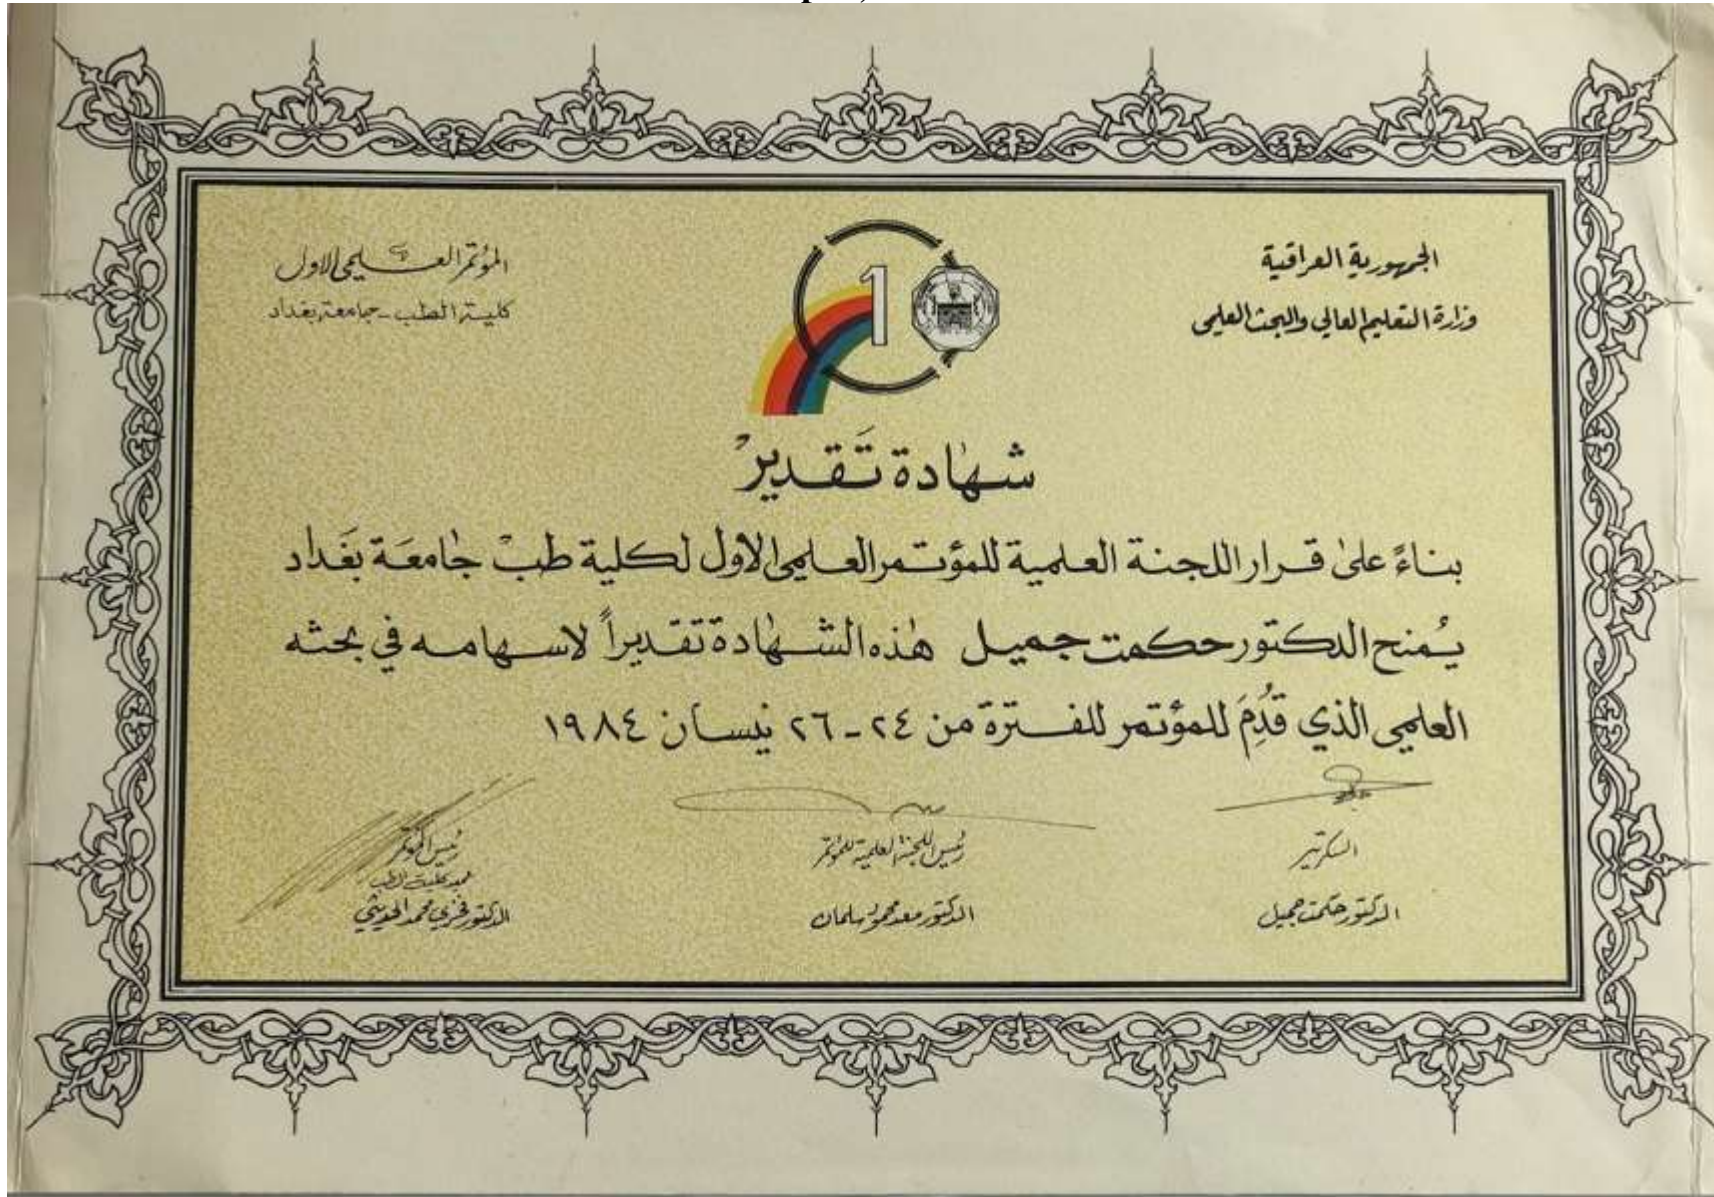 الجمهورية العراقية
وزارة التعليم العالي والبحث العلمي
المؤتمر العلمي الاول
كلية الطب - جامعة بغداد
1
شهادة تقدير
بناءً على قرار اللجنة العلمية للمؤتمر العلمي الاول لكلية طب جامعة بغداد
يُمنح الدكتور حكمت جميل هذه الشهادة تقديراً لاسهامه في بحثه
العلمي الذي قُدِمَ للمؤتمر للفترة من ٢٤ - ٢٦ نيسان ١٩٨٤
السكرتير
الدكتور حكمت جميل
رئيس اللجنة العلمية للمؤتمر
الدكتور سعد محمود سلمان
رئيس المؤتمر
عميد كلية الطب
الدكتور فخري محمد الحديثي